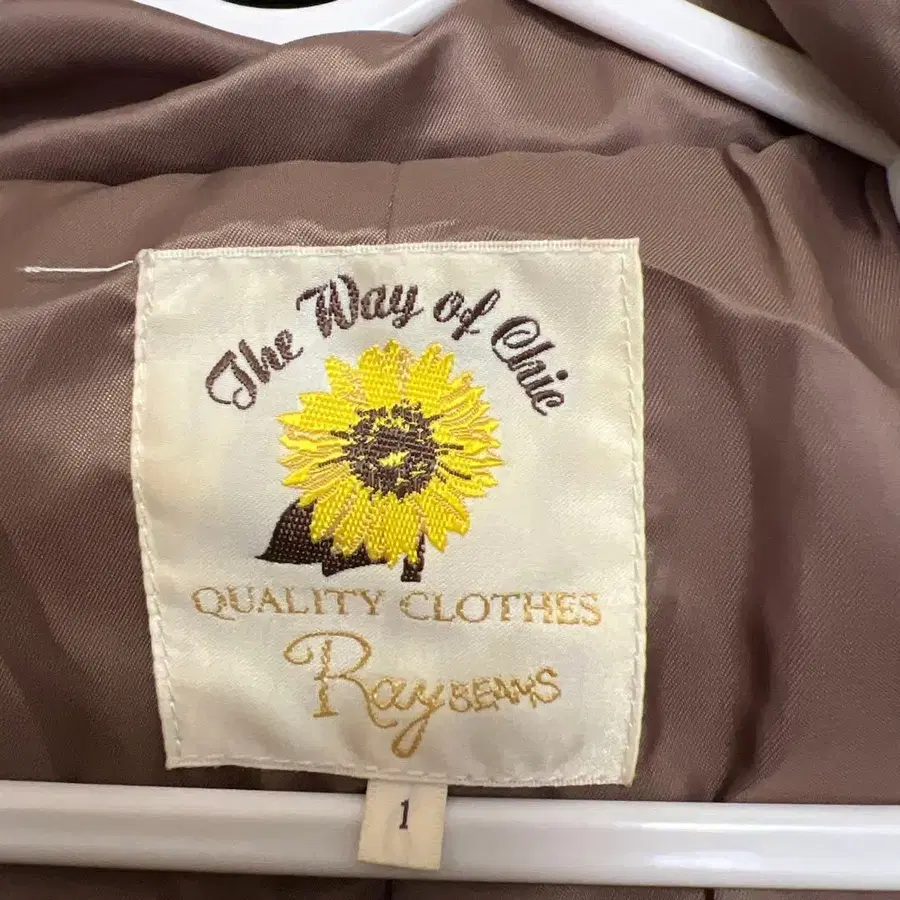 The Way of Chic
QUALITY CLOTHES
Ray BEAMS
1